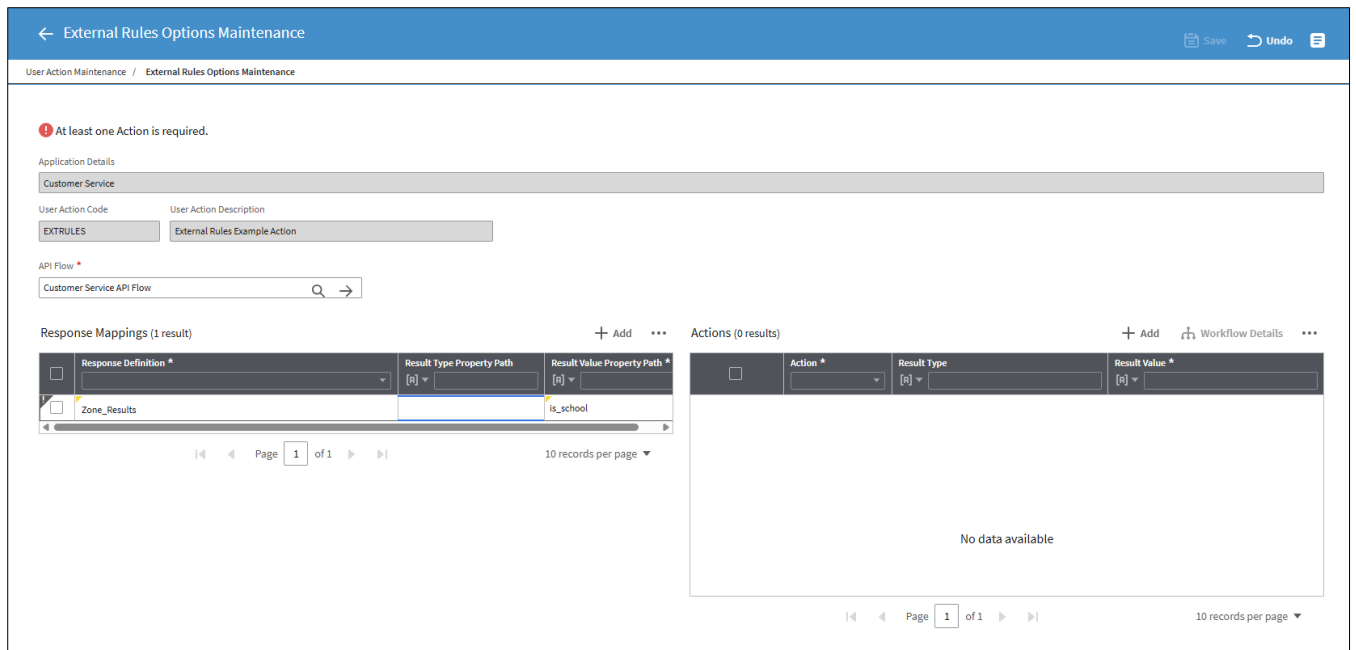 External Rules Options Maintenance
Save Undo
User Action Maintenance / External Rules Options Maintenance
At least one Action is required.
Application Details
Customer Service
User Action Code User Action Description
EXTRULES External Rules Example Action
API Flow *
Customer Service API Flow
Response Mappings (1 result) Add ••• Actions (0 results) Add Workflow Details •••
Response Definition * Result Type Property Path Result Value Property Path * Action * Result Type Result Value *
[A] [A] [A] [A]
! Zone_Results is_school
Page 1 of 1 10 records per page
No data available
Page 1 of 1 10 records per page